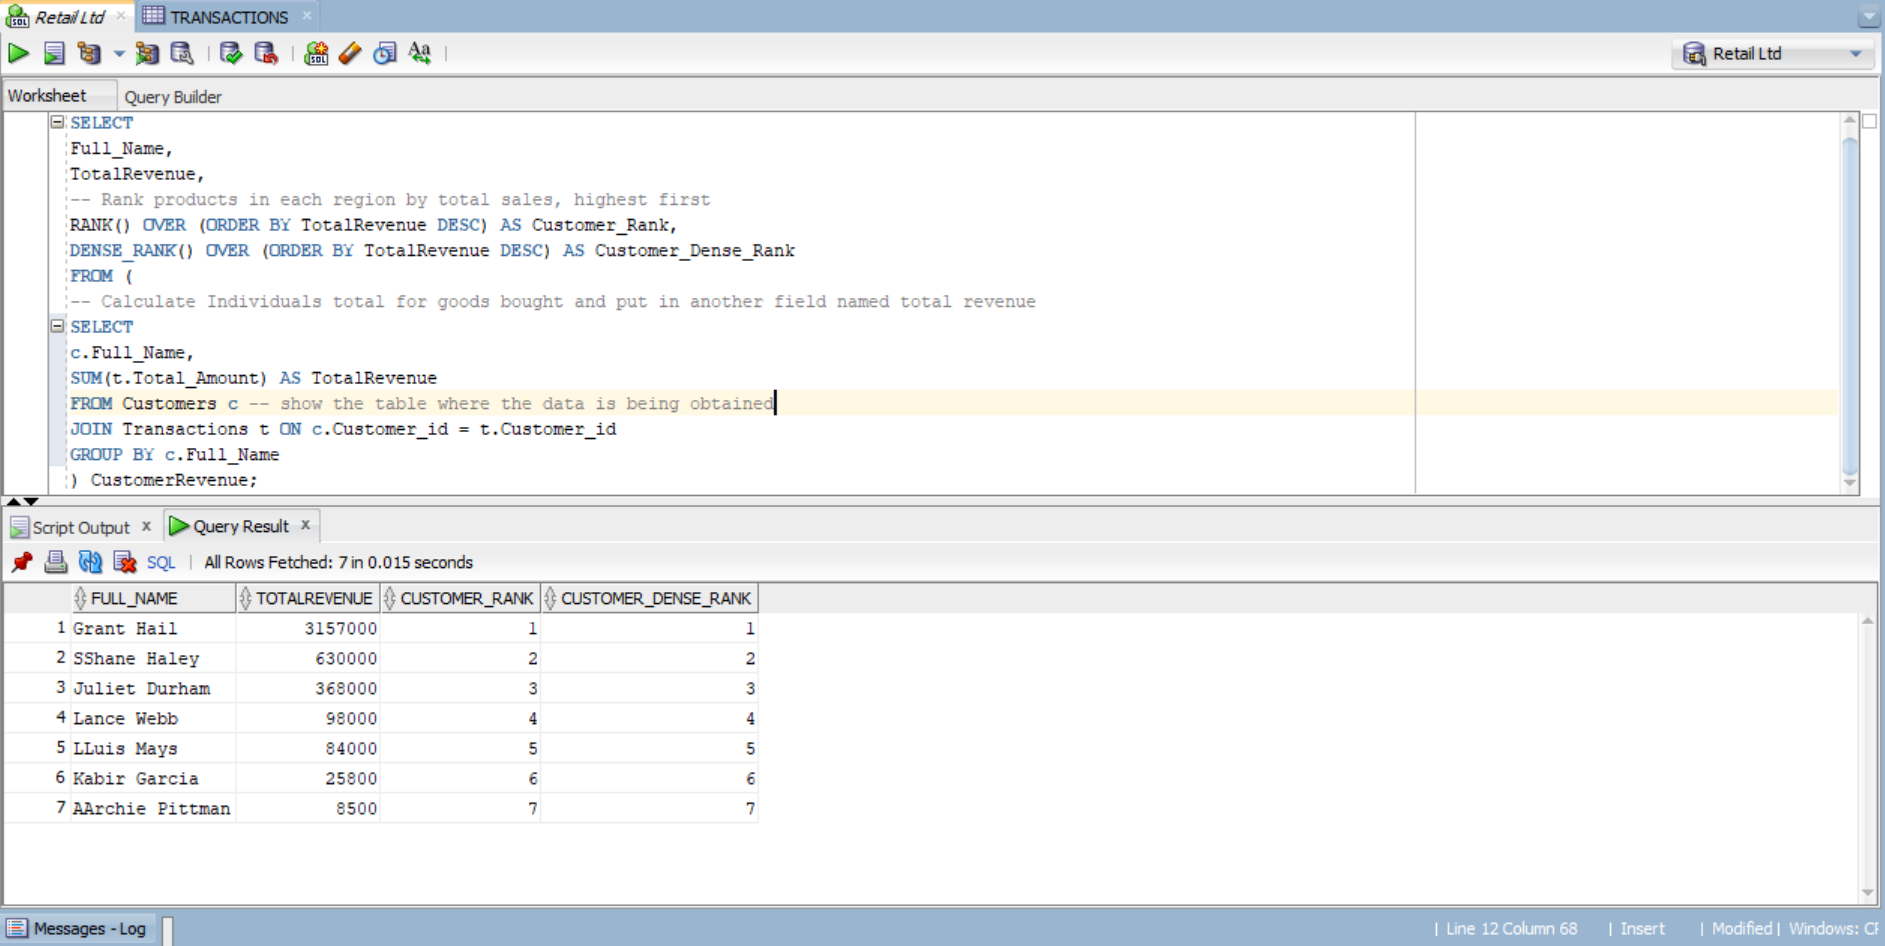 Retail Ltd TRANSACTIONS
Retail Ltd
Worksheet Query Builder
SELECT
Full_Name,
TotalRevenue,
-- Rank products in each region by total sales, highest first
RANK() OVER (ORDER BY TotalRevenue DESC) AS Customer_Rank,
DENSE_RANK() OVER (ORDER BY TotalRevenue DESC) AS Customer_Dense_Rank
FROM (
-- Calculate Individuals total for goods bought and put in another field named total revenue
SELECT
c.Full_Name,
SUM(t.Total_Amount) AS TotalRevenue
FROM Customers c -- show the table where the data is being obtained
JOIN Transactions t ON c.Customer_id = t.Customer_id
GROUP BY c.Full_Name
) CustomerRevenue;
Script Output x Query Result x
SQL | All Rows Fetched: 7 in 0.015 seconds
FULL_NAME TOTALREVENUE CUSTOMER_RANK CUSTOMER_DENSE_RANK
1 Grant Hail 3157000 1 1
2 SShane Haley 630000 2 2
3 Juliet Durham 368000 3 3
4 Lance Webb 98000 4 4
5 LLuis Mays 84000 5 5
6 Kabir Garcia 25800 6 6
7 AArchie Pittman 8500 7 7
Messages - Log | Line 12 Column 68 | Insert | Modified | Windows: